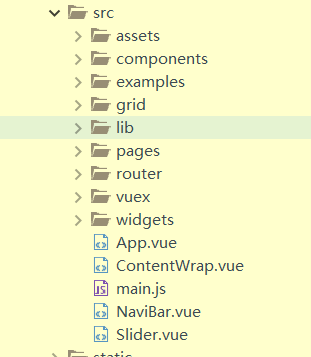 src
assets
components
examples
grid
lib
pages
router
vuex
widgets
App.vue
ContentWrap.vue
main.js
NaviBar.vue
Slider.vue
static